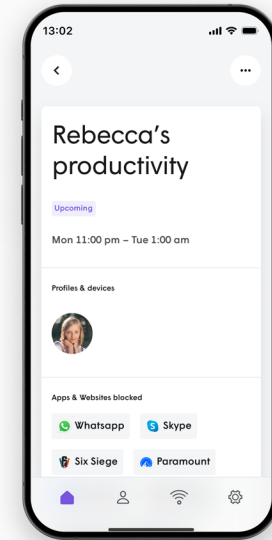 13:02
Rebecca's
productivity
Upcoming
Mon 11:00 pm – Tue 1:00 am
Profiles & devices
Apps & Websites blocked
Whatsapp
Skype
Six Siege
Paramount